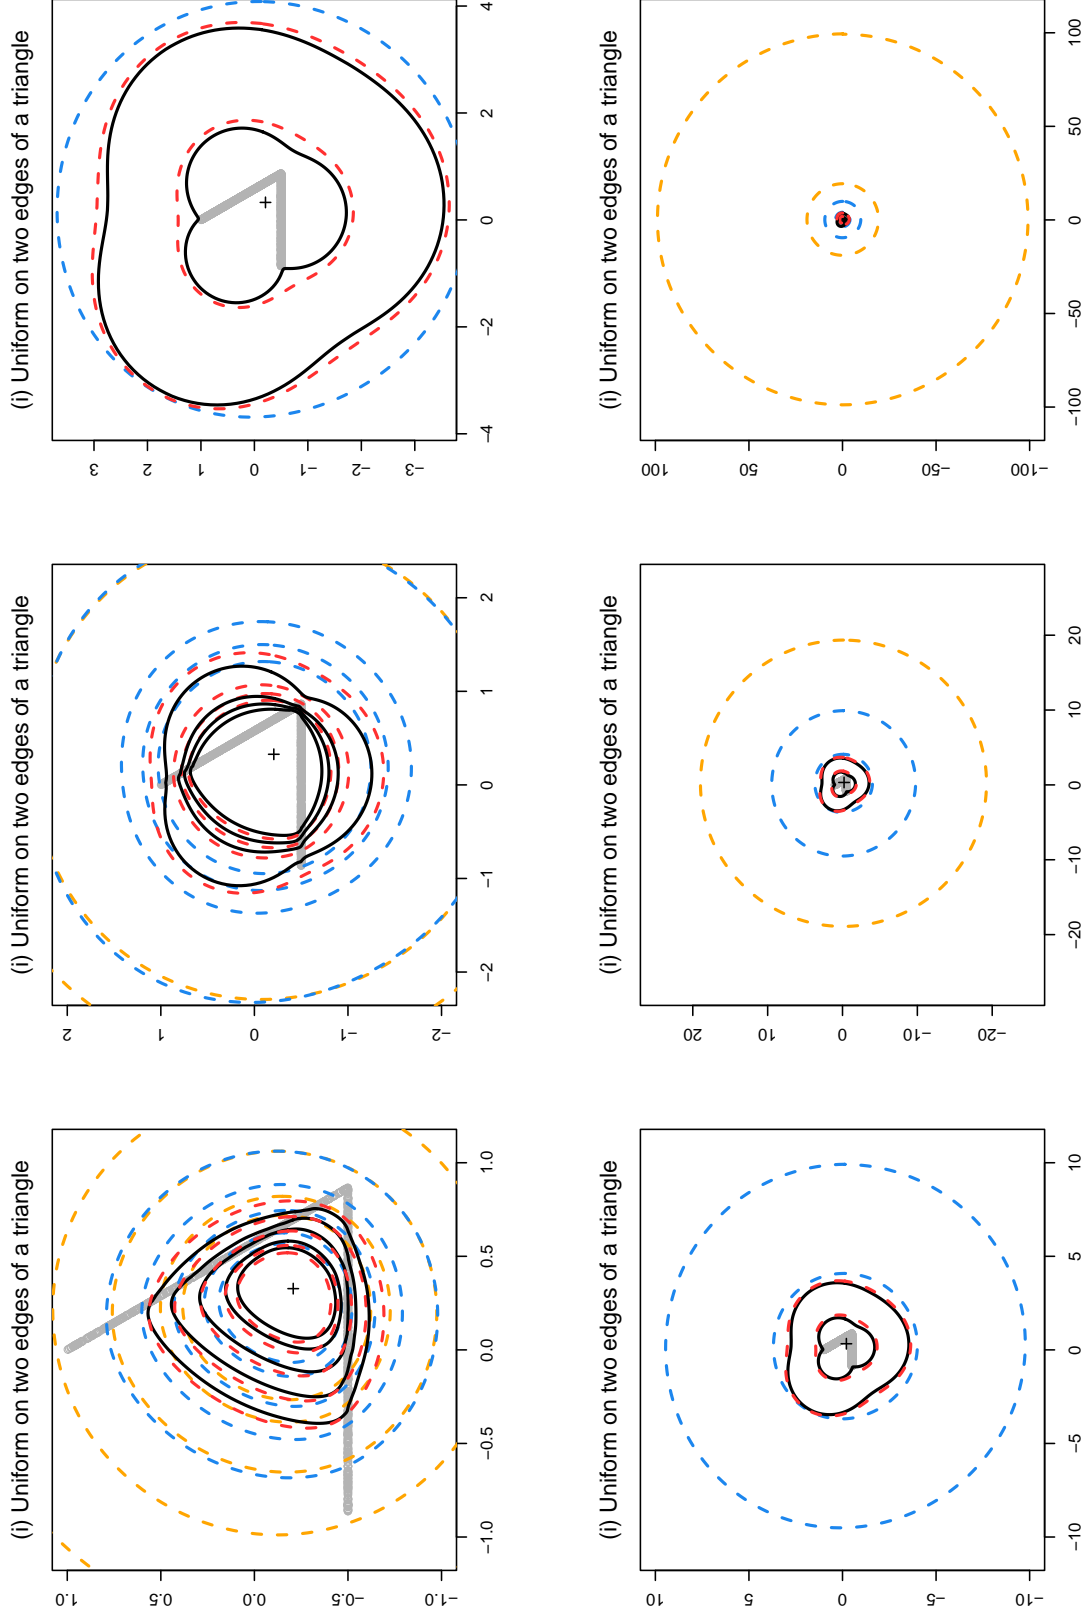 (i) Uniform on two edges of a triangle
1.0
0.5
0.0
−0.5
−1.0
−1.0 −0.5 0.0 0.5 1.0
(i) Uniform on two edges of a triangle
2
1
0
−1
−2
−2 −1 0 1 2
(i) Uniform on two edges of a triangle
3
2
1
0
−1
−2
−3
−4 −2 0 2 4
(i) Uniform on two edges of a triangle
10
5
0
−5
−10
−10 −5 0 5 10
(i) Uniform on two edges of a triangle
20
10
0
−10
−20
−20 −10 0 10 20
(i) Uniform on two edges of a triangle
100
50
0
−50
−100
−100 −50 0 50 100